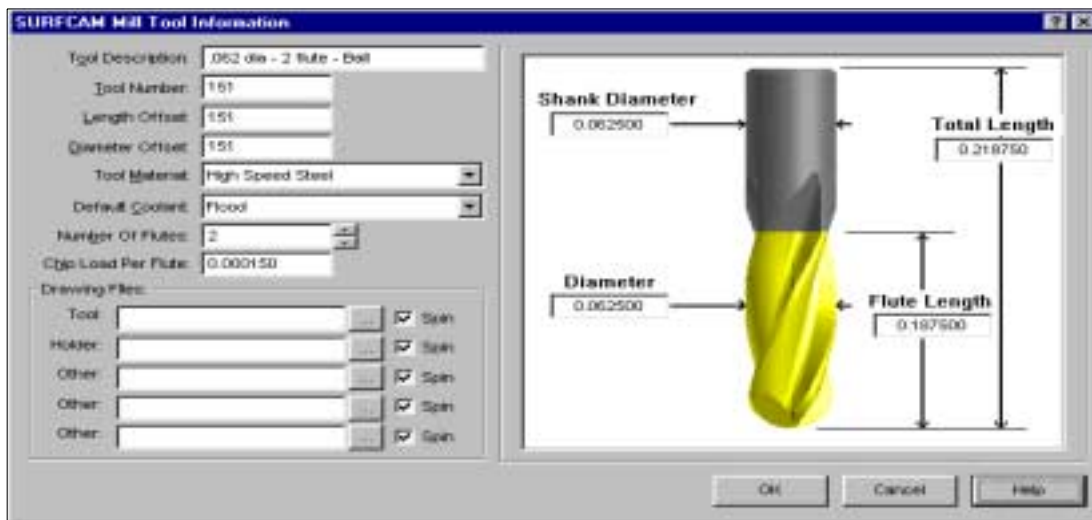 SURFCAM Mill Tool Information
Tool Description: .062 dia - 2 flute - Ball
Tool Number: 151
Length Offset: 151
Diameter Offset: 151
Tool Material: High Speed Steel
Default Coolant: Flood
Number Of Flutes: 2
Chip Load Per Flute: 0.000150
Drawing Files:
Tool: ... Spin
Holder: ... Spin
Other: ... Spin
Other: ... Spin
Other: ... Spin
Shank Diameter
0.062500
Total Length
0.218750
Diameter
0.062500
Flute Length
0.187500
OK
Cancel
Help